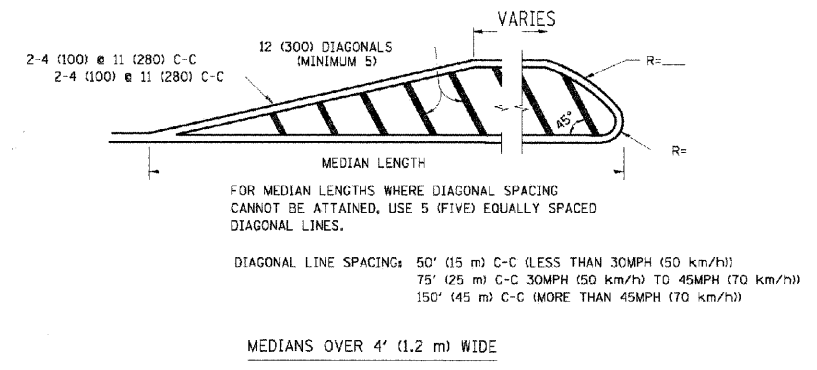 VARIES
2-4 (100) @ 11 (280) C-C
2-4 (100) @ 11 (280) C-C
12 (300) DIAGONALS
(MINIMUM 5)
R=___
45°
R=
MEDIAN LENGTH
FOR MEDIAN LENGTHS WHERE DIAGONAL SPACING
CANNOT BE ATTAINED, USE 5 (FIVE) EQUALLY SPACED
DIAGONAL LINES.
DIAGONAL LINE SPACING: 50' (15 m) C-C (LESS THAN 30MPH (50 km/h))
75' (25 m) C-C 30MPH (50 km/h) TO 45MPH (70 km/h))
150' (45 m) C-C (MORE THAN 45MPH (70 km/h))
MEDIANS OVER 4' (1.2 m) WIDE